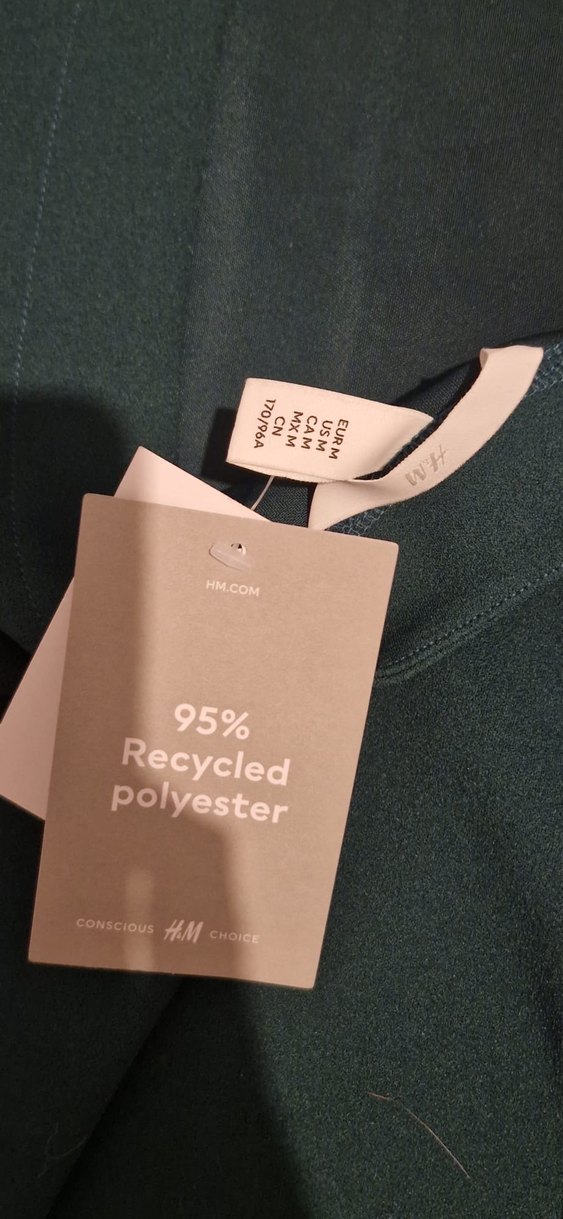 EUR M
US M
CA M
MX M
CN
170/96A
H&M
HM.COM
95%
Recycled
polyester
CONSCIOUS H&M CHOICE